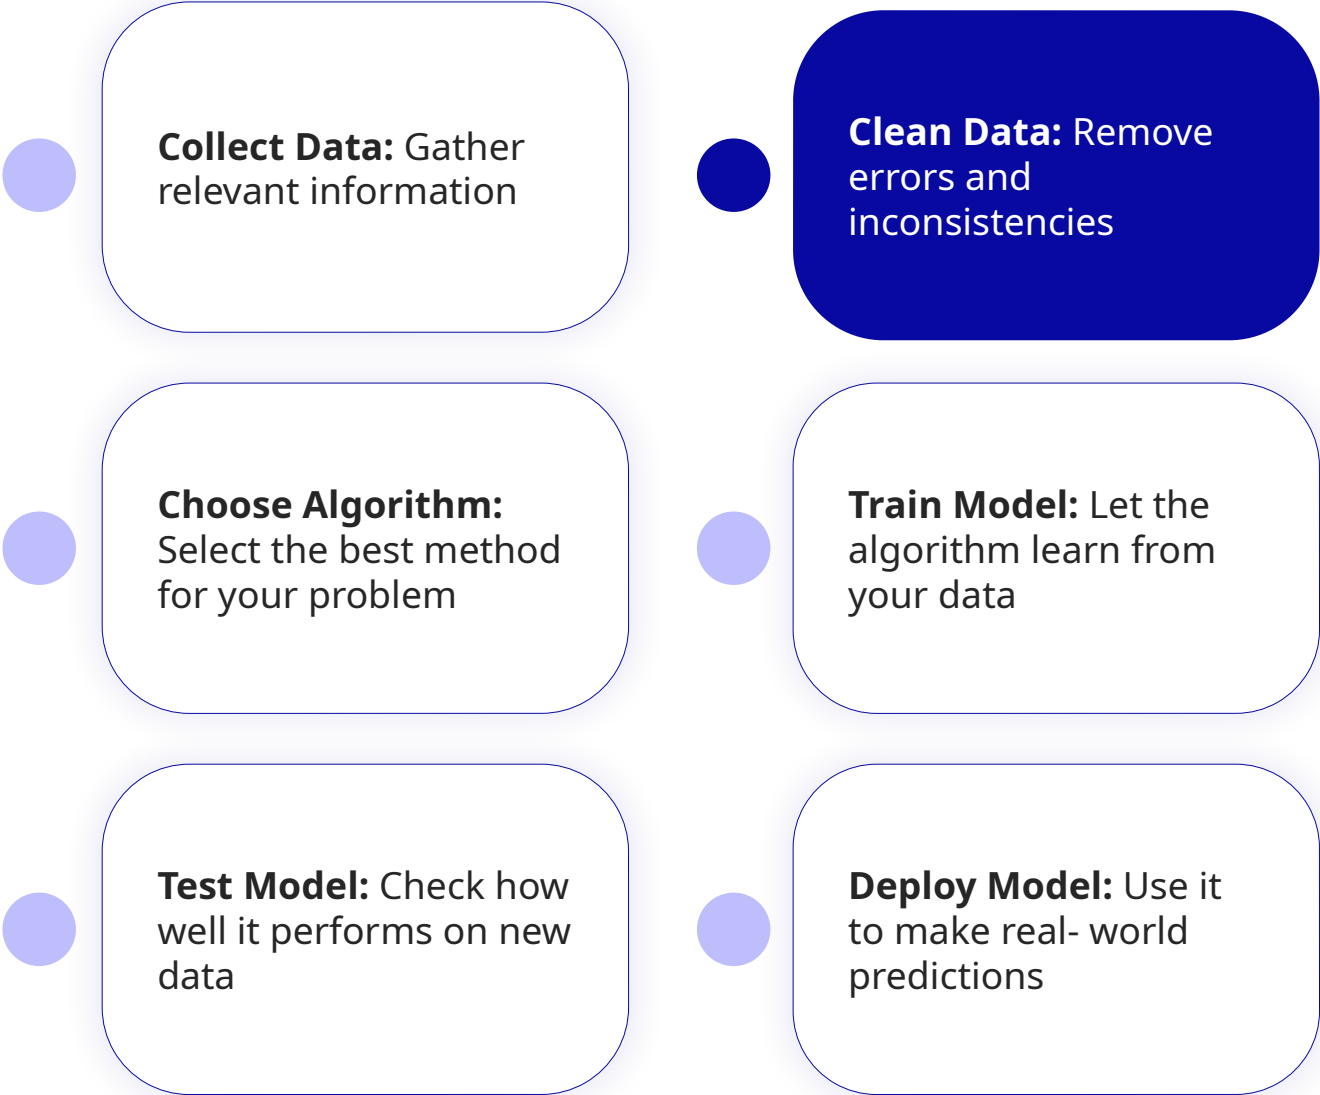 Collect Data: Gather
relevant information
Clean Data: Remove
errors and
inconsistencies
Choose Algorithm:
Select the best method
for your problem
Train Model: Let the
algorithm learn from
your data
Test Model: Check how
well it performs on new
data
Deploy Model: Use it
to make real- world
predictions